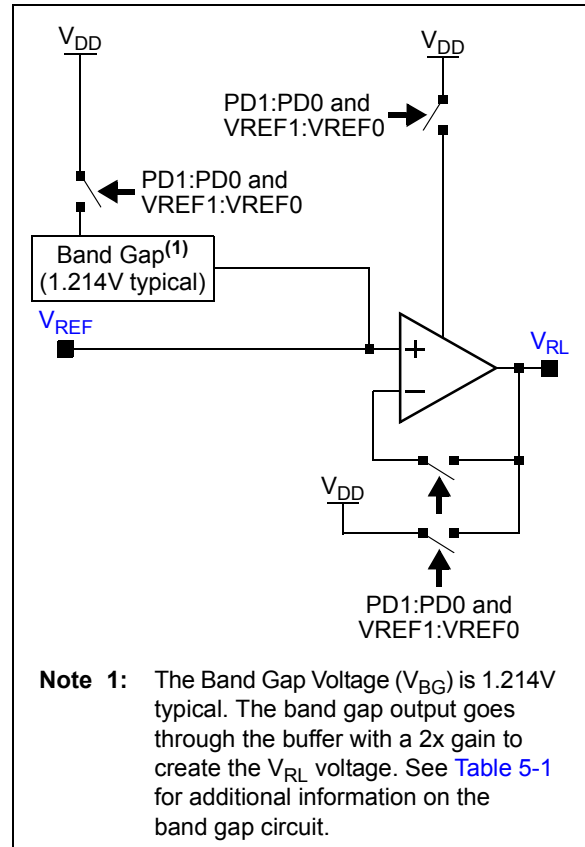 VDD
VDD
PD1:PD0 and
VREF1:VREF0
PD1:PD0 and
VREF1:VREF0
Band Gap(1)
(1.214V typical)
VREF
+
VRL
–
VDD
PD1:PD0 and
VREF1:VREF0
Note 1: The Band Gap Voltage (VBG) is 1.214V
typical. The band gap output goes
through the buffer with a 2x gain to
create the VRL voltage. See Table 5-1
for additional information on the
band gap circuit.